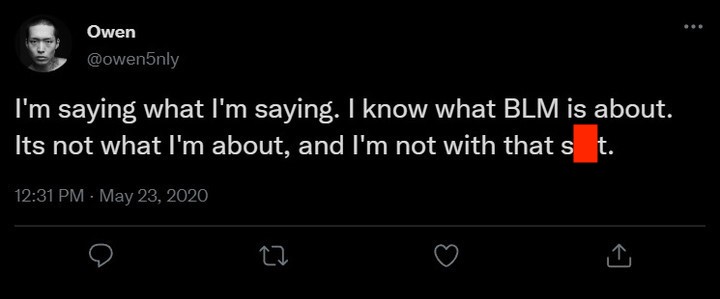 Owen
@owen5nly
I'm saying what I'm saying. I know what BLM is about.
Its not what I'm about, and I'm not with that s t.
12:31 PM · May 23, 2020